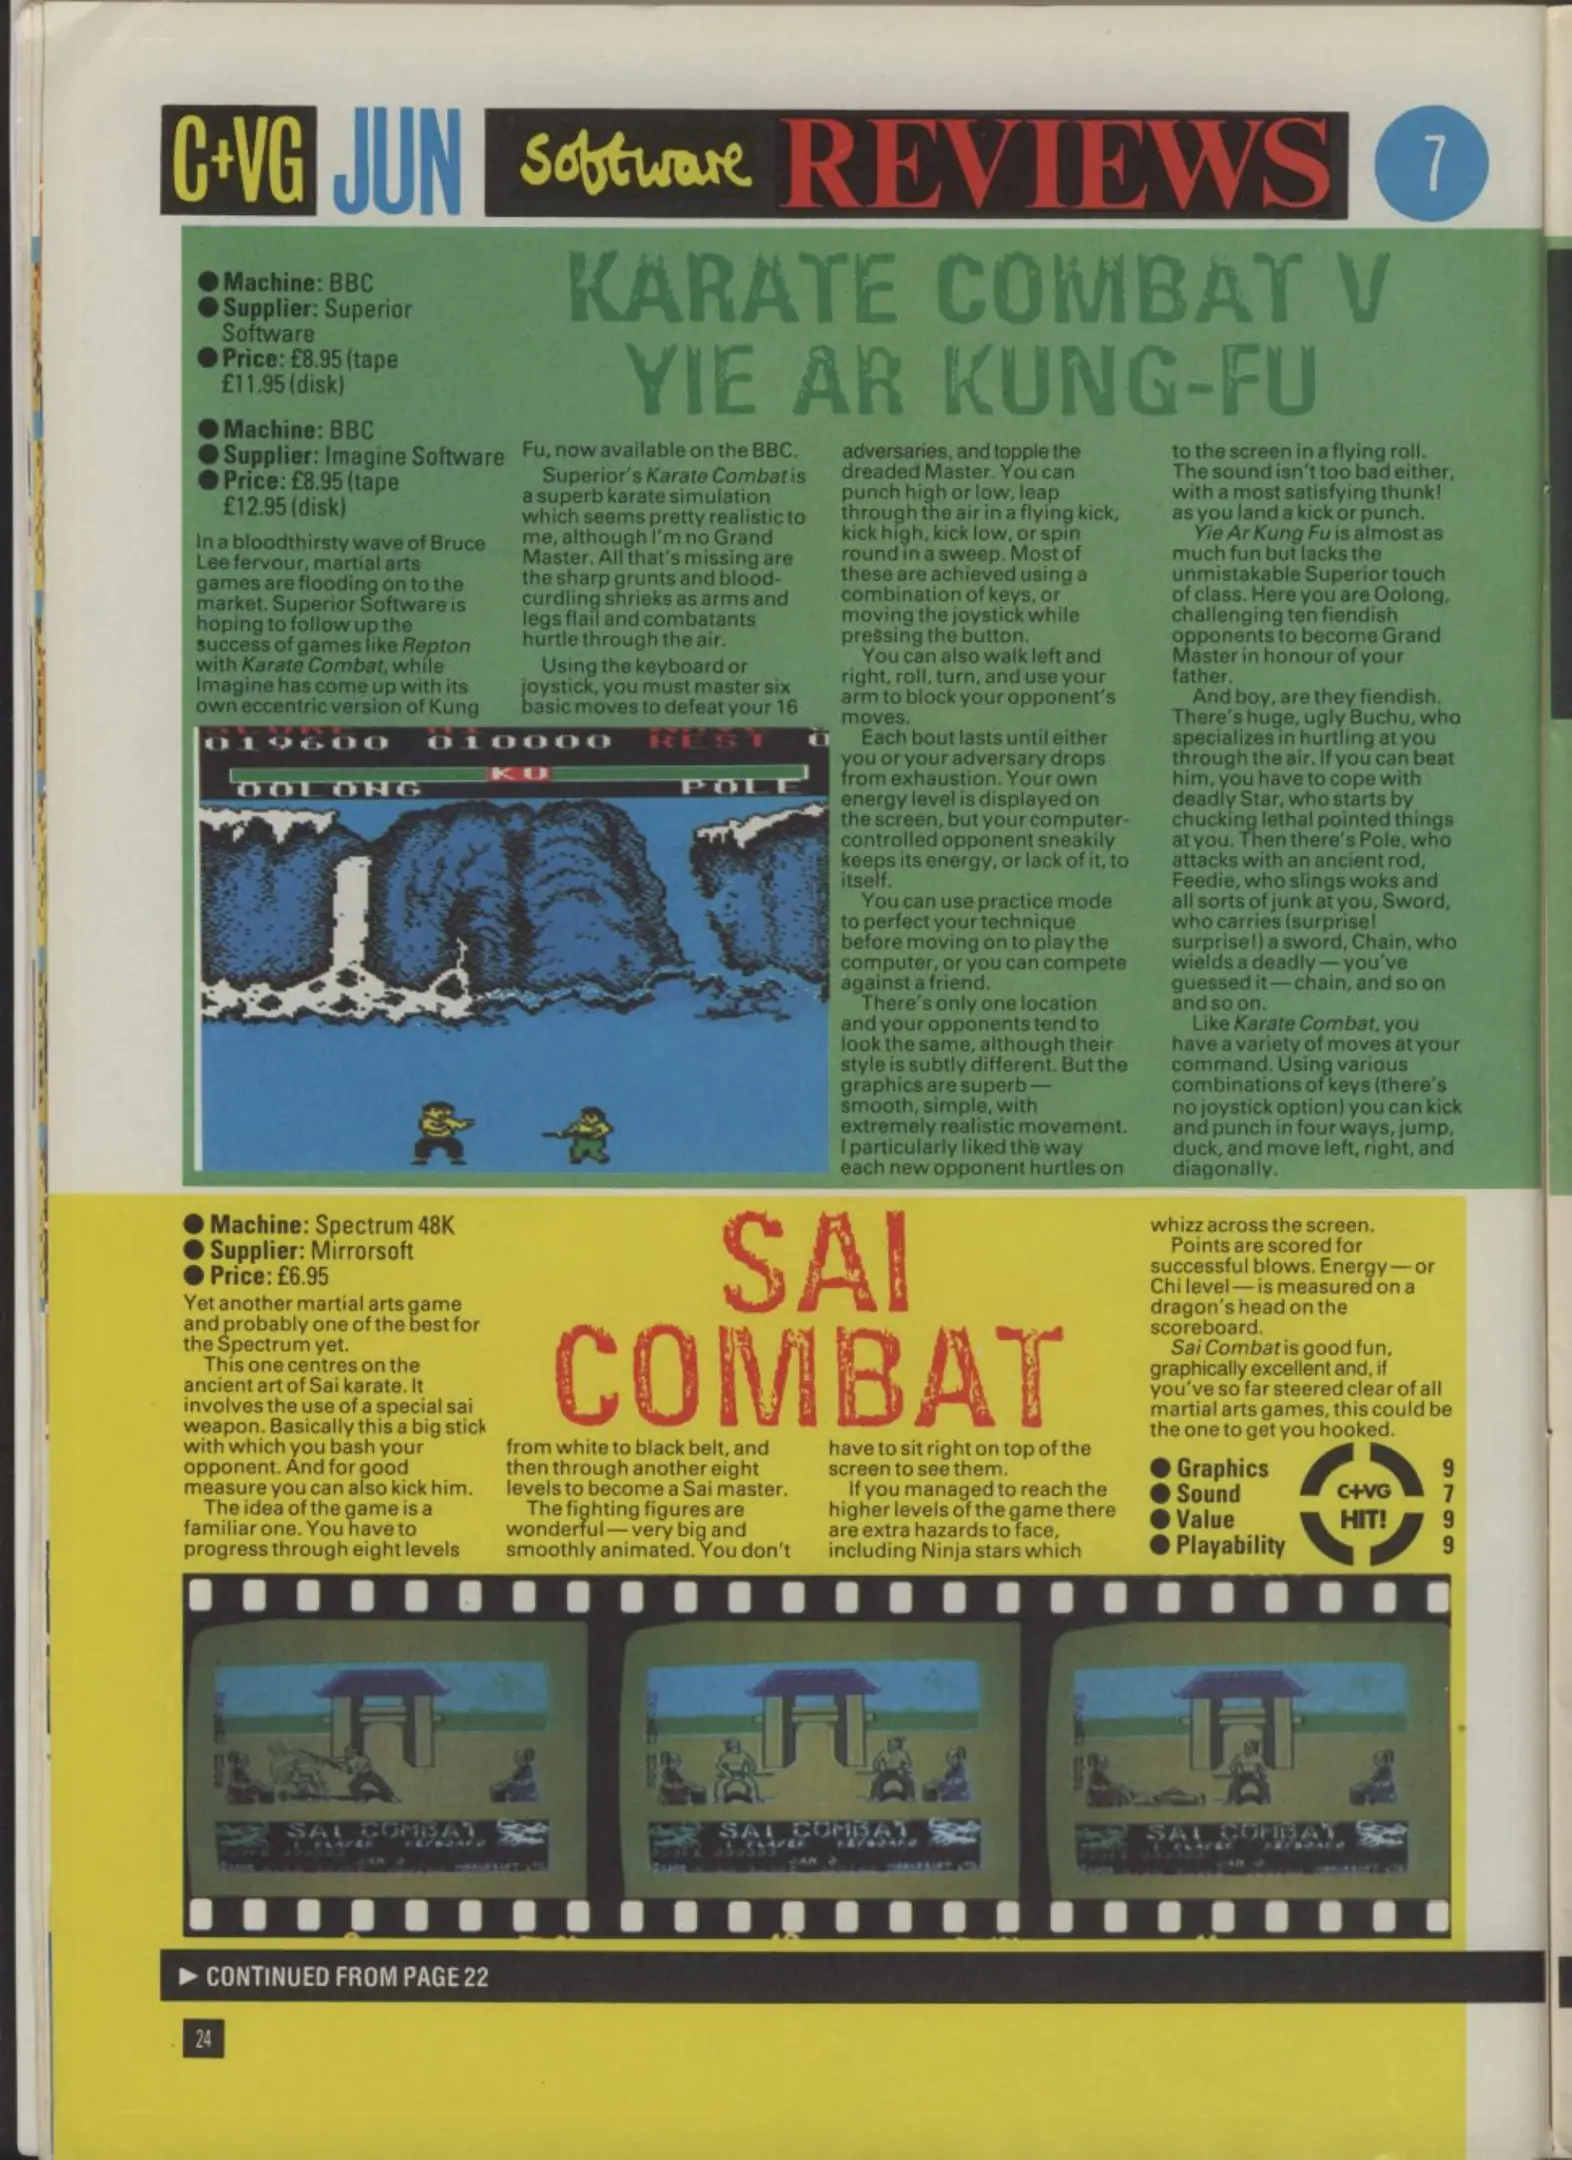 C+VG JUN Software REVIEWS 7
KARATE COMBAT V
YIE AR KUNG-FU
● Machine: BBC
● Supplier: Superior
Software
● Price: £8.95 (tape
£11.95 (disk)
● Machine: BBC
● Supplier: Imagine Software
● Price: £8.95 (tape
£12.95 (disk)
In a bloodthirsty wave of Bruce
Lee fervour, martial arts
games are flooding on to the
market. Superior Software is
hoping to follow up the
success of games like Repton
with Karate Combat, while
Imagine has come up with its
own eccentric version of Kung
Fu, now available on the BBC.
Superior's Karate Combat is
a superb karate simulation
which seems pretty realistic to
me, although I'm no Grand
Master. All that's missing are
the sharp grunts and blood-
curdling shrieks as arms and
legs flail and combatants
hurtle through the air.
Using the keyboard or
joystick, you must master six
basic moves to defeat your 16
adversaries, and topple the
dreaded Master. You can
punch high or low, leap
through the air in a flying kick,
kick high, kick low, or spin
round in a sweep. Most of
these are achieved using a
combination of keys, or
moving the joystick while
pressing the button.
You can also walk left and
right, roll, turn, and use your
arm to block your opponent's
moves.
Each bout lasts until either
you or your adversary drops
from exhaustion. Your own
energy level is displayed on
the screen, but your computer-
controlled opponent sneakily
keeps its energy, or lack of it, to
itself.
You can use practice mode
to perfect your technique
before moving on to play the
computer, or you can compete
against a friend.
There's only one location
and your opponents tend to
look the same, although their
style is subtly different. But the
graphics are superb —
smooth, simple, with
extremely realistic movement.
I particularly liked the way
each new opponent hurtles on
to the screen in a flying roll.
The sound isn't too bad either,
with a most satisfying thunk!
as you land a kick or punch.
Yie Ar Kung Fu is almost as
much fun but lacks the
unmistakable Superior touch
of class. Here you are Oolong,
challenging ten fiendish
opponents to become Grand
Master in honour of your
father.
And boy, are they fiendish.
There's huge, ugly Buchu, who
specializes in hurtling at you
through the air. If you can beat
him, you have to cope with
deadly Star, who starts by
chucking lethal pointed things
at you. Then there's Pole, who
attacks with an ancient rod,
Feedie, who slings woks and
all sorts of junk at you, Sword,
who carries (surprise!
surprise!) a sword, Chain, who
wields a deadly — you've
guessed it — chain, and so on
and so on.
Like Karate Combat, you
have a variety of moves at your
command. Using various
combinations of keys (there's
no joystick option) you can kick
and punch in four ways, jump,
duck, and move left, right, and
diagonally.
019600 010000 REST 0
KO
OOLONG POLE
SAI
COMBAT
● Machine: Spectrum 48K
● Supplier: Mirrorsoft
● Price: £6.95
Yet another martial arts game
and probably one of the best for
the Spectrum yet.
This one centres on the
ancient art of Sai karate. It
involves the use of a special sai
weapon. Basically this a big stick
with which you bash your
opponent. And for good
measure you can also kick him.
The idea of the game is a
familiar one. You have to
progress through eight levels
from white to black belt, and
then through another eight
levels to become a Sai master.
The fighting figures are
wonderful — very big and
smoothly animated. You don't
have to sit right on top of the
screen to see them.
If you managed to reach the
higher levels of the game there
are extra hazards to face,
including Ninja stars which
whizz across the screen.
Points are scored for
successful blows. Energy — or
Chi level — is measured on a
dragon's head on the
scoreboard.
Sai Combat is good fun,
graphically excellent and, if
you've so far steered clear of all
martial arts games, this could be
the one to get you hooked.
● Graphics 9
● Sound 7
● Value 9
● Playability 9
C+VG
HIT!
SAI COMBAT
1 PLAYER KEYBOARD
SAI COMBAT
1 PLAYER KEYBOARD
SAI COMBAT
1 PLAYER KEYBOARD
► CONTINUED FROM PAGE 22
24